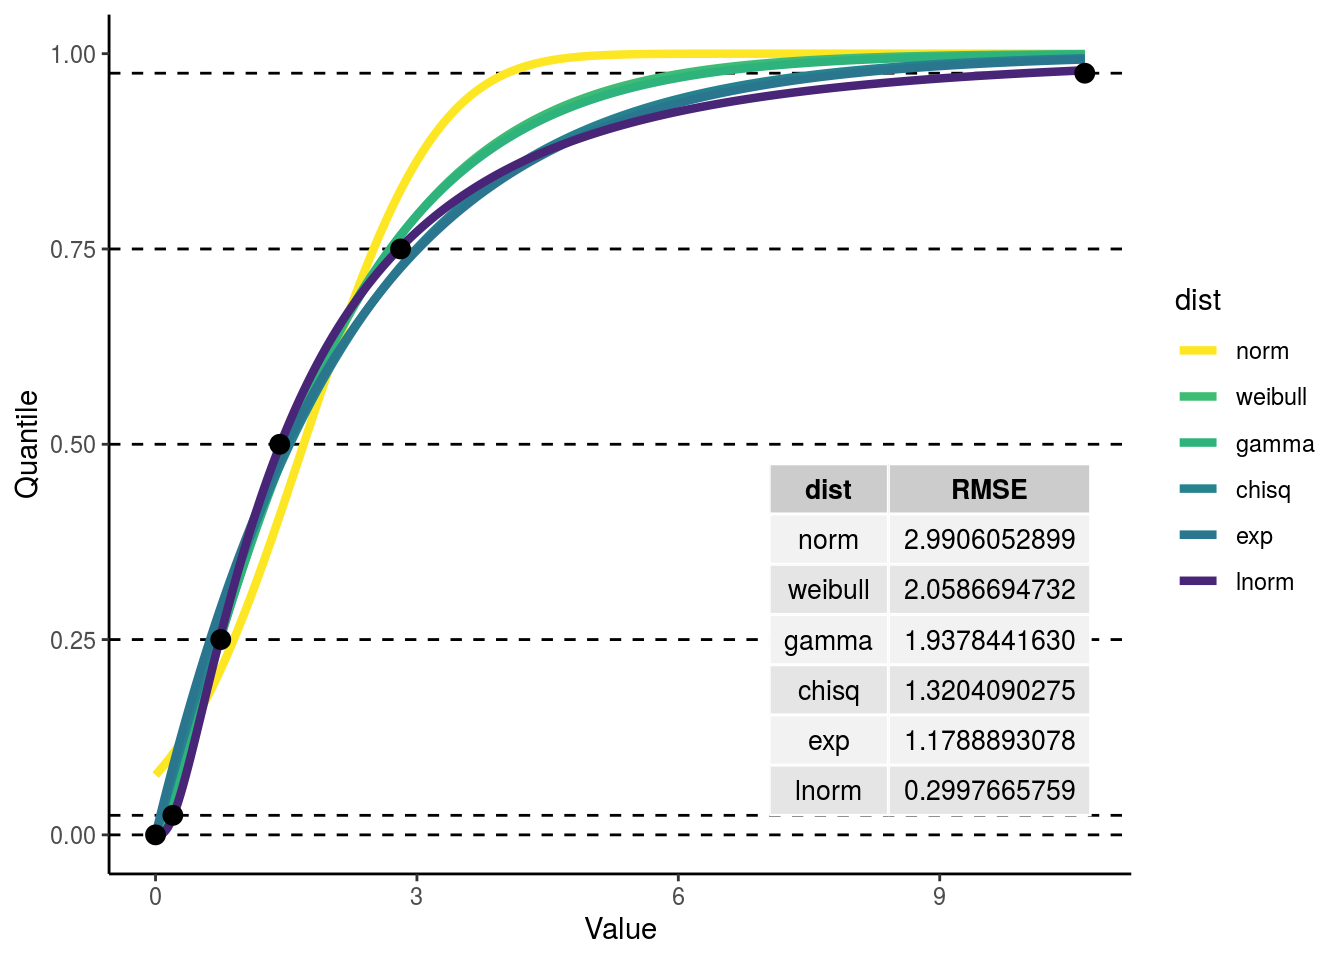 1.00
0.75
0.50
0.25
0.00
Quantile
0 3 6 9
Value
dist RMSE
norm 2.9906052899
weibull 2.0586694732
gamma 1.9378441630
chisq 1.3204090275
exp 1.1788893078
lnorm 0.2997665759
dist
norm
weibull
gamma
chisq
exp
lnorm